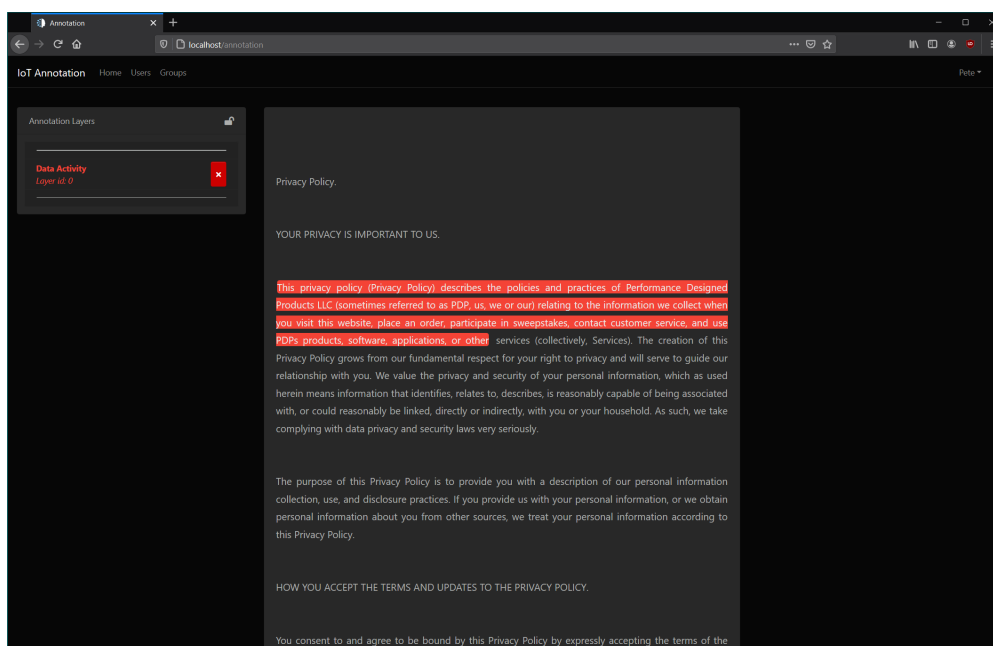 Annotation
localhost/annotation
IoT Annotation Home Users Groups Pete
Annotation Layers
Data Activity
Layer id: 0
Privacy Policy.
YOUR PRIVACY IS IMPORTANT TO US.
This privacy policy (Privacy Policy) describes the policies and practices of Performance Designed
Products LLC (sometimes referred to as PDP, us, we or our) relating to the information we collect when
you visit this website, place an order, participate in sweepstakes, contact customer service, and use
PDPs products, software, applications, or other services (collectively, Services). The creation of this
Privacy Policy grows from our fundamental respect for your right to privacy and will serve to guide our
relationship with you. We value the privacy and security of your personal information, which as used
herein means information that identifies, relates to, describes, is reasonably capable of being associated
with, or could reasonably be linked, directly or indirectly, with you or your household. As such, we take
complying with data privacy and security laws very seriously.
The purpose of this Privacy Policy is to provide you with a description of our personal information
collection, use, and disclosure practices. If you provide us with your personal information, or we obtain
personal information about you from other sources, we treat your personal information according to
this Privacy Policy.
HOW YOU ACCEPT THE TERMS AND UPDATES TO THE PRIVACY POLICY.
You consent to and agree to be bound by this Privacy Policy by expressly accepting the terms of the